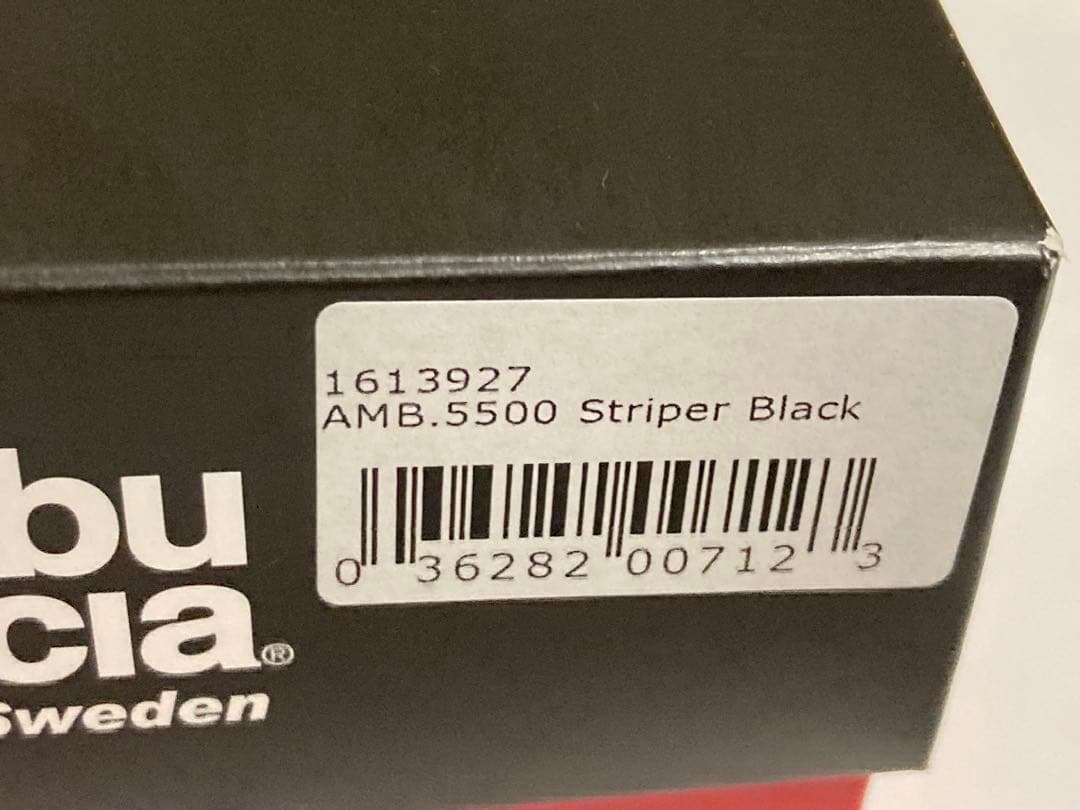 1613927
AMB.5500 Striper Black
0 36282 00712 3
bu
cia®
Sweden